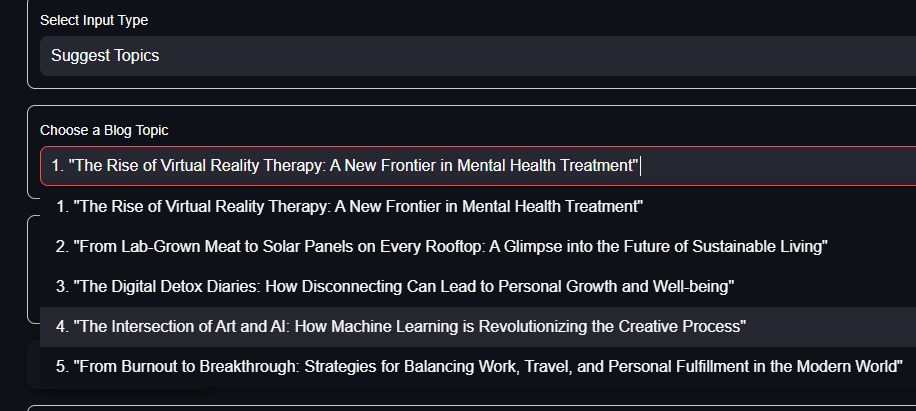 Select Input Type
Suggest Topics
Choose a Blog Topic
1. "The Rise of Virtual Reality Therapy: A New Frontier in Mental Health Treatment"
1. "The Rise of Virtual Reality Therapy: A New Frontier in Mental Health Treatment"
2. "From Lab-Grown Meat to Solar Panels on Every Rooftop: A Glimpse into the Future of Sustainable Living"
3. "The Digital Detox Diaries: How Disconnecting Can Lead to Personal Growth and Well-being"
4. "The Intersection of Art and AI: How Machine Learning is Revolutionizing the Creative Process"
5. "From Burnout to Breakthrough: Strategies for Balancing Work, Travel, and Personal Fulfillment in the Modern World"